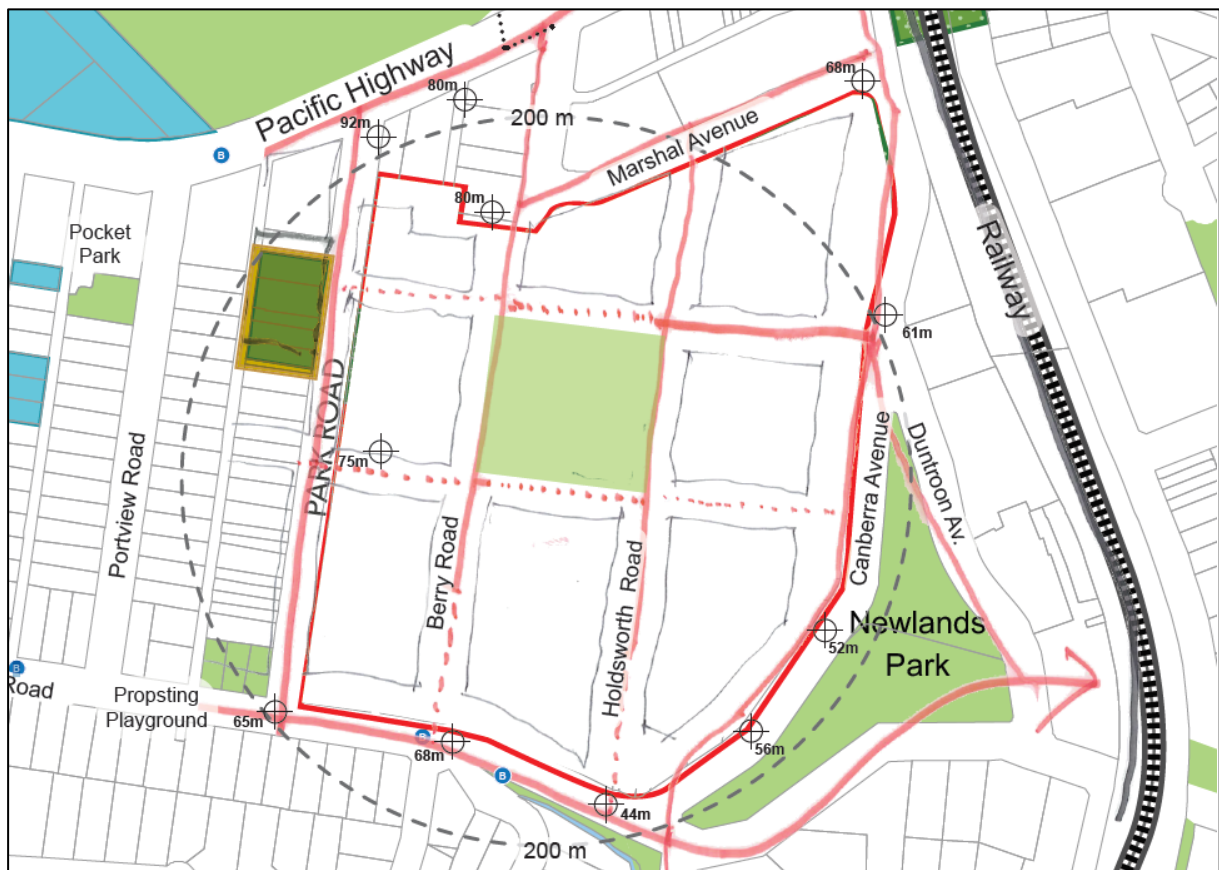 Pacific Highway
80m
68m
92m
200 m
B
Marshal Avenue
80m
Pocket
Park
Railway
61m
PARK ROAD
75m
Portview Road
Berry Road
Holdsworth Road
Canberra Avenue
Duntroon Av.
Newlands
Park
52m
B
Road
Propsting
Playground
65m
B
68m
56m
B
44m
200 m